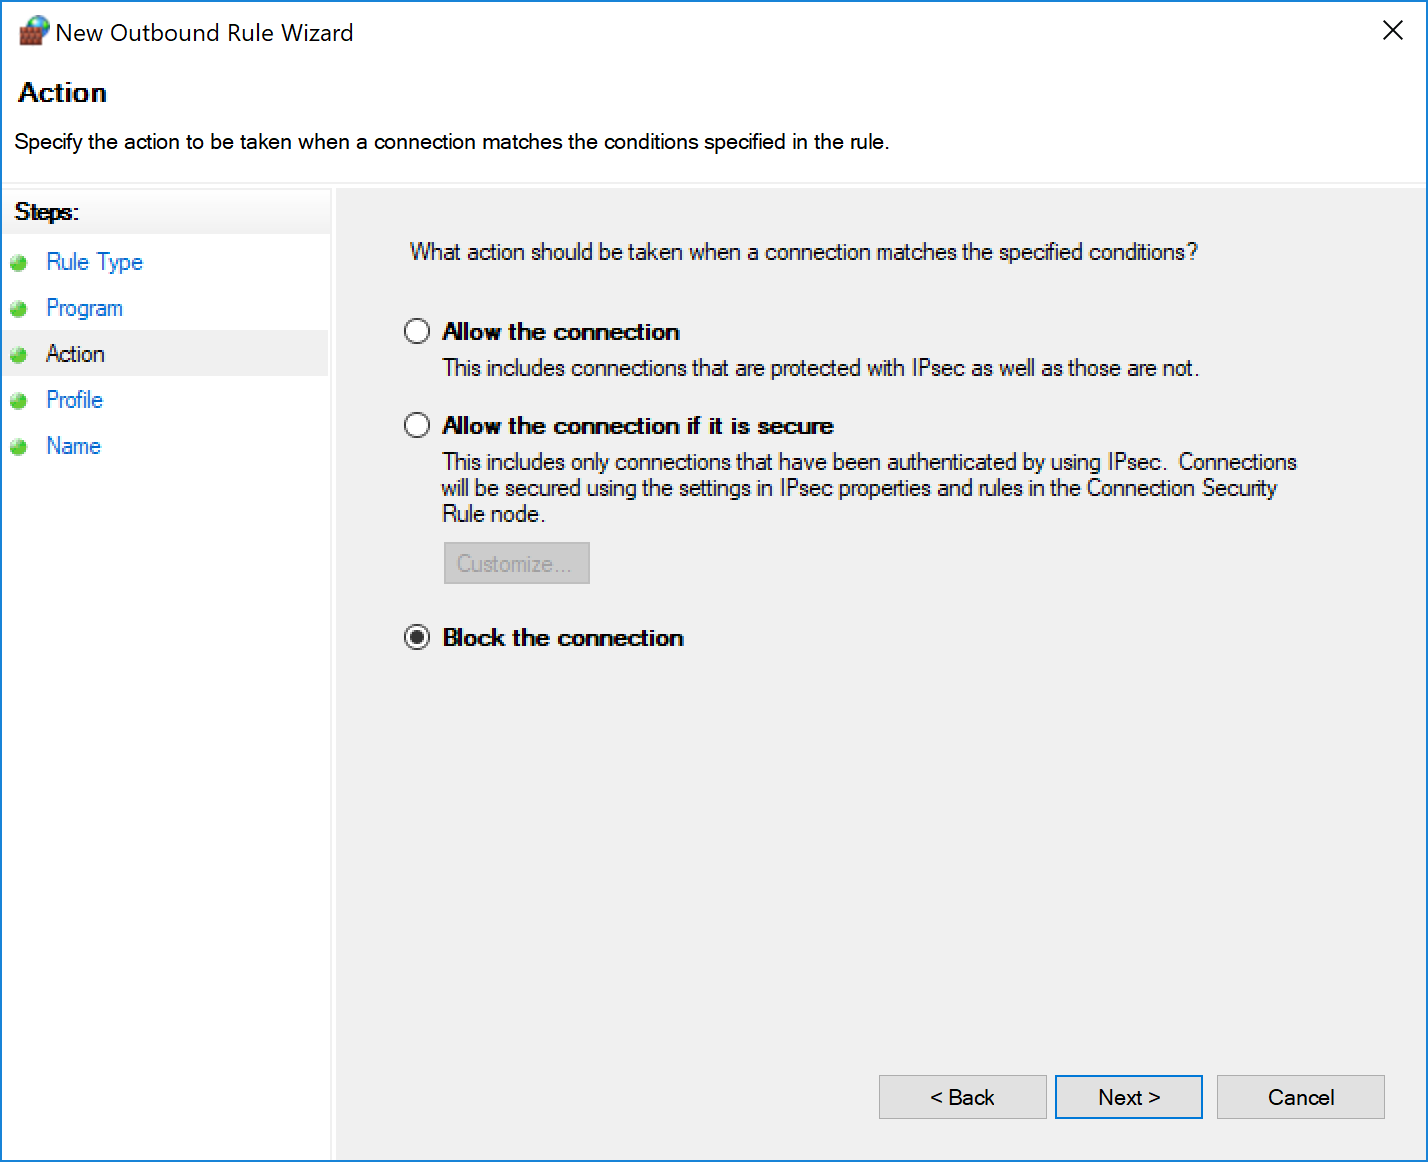 New Outbound Rule Wizard
Action
Specify the action to be taken when a connection matches the conditions specified in the rule.
Steps:
Rule Type
Program
Action
Profile
Name
What action should be taken when a connection matches the specified conditions?
Allow the connection
This includes connections that are protected with IPsec as well as those are not.
Allow the connection if it is secure
This includes only connections that have been authenticated by using IPsec. Connections
will be secured using the settings in IPsec properties and rules in the Connection Security
Rule node.
Customize...
Block the connection
< Back
Next >
Cancel